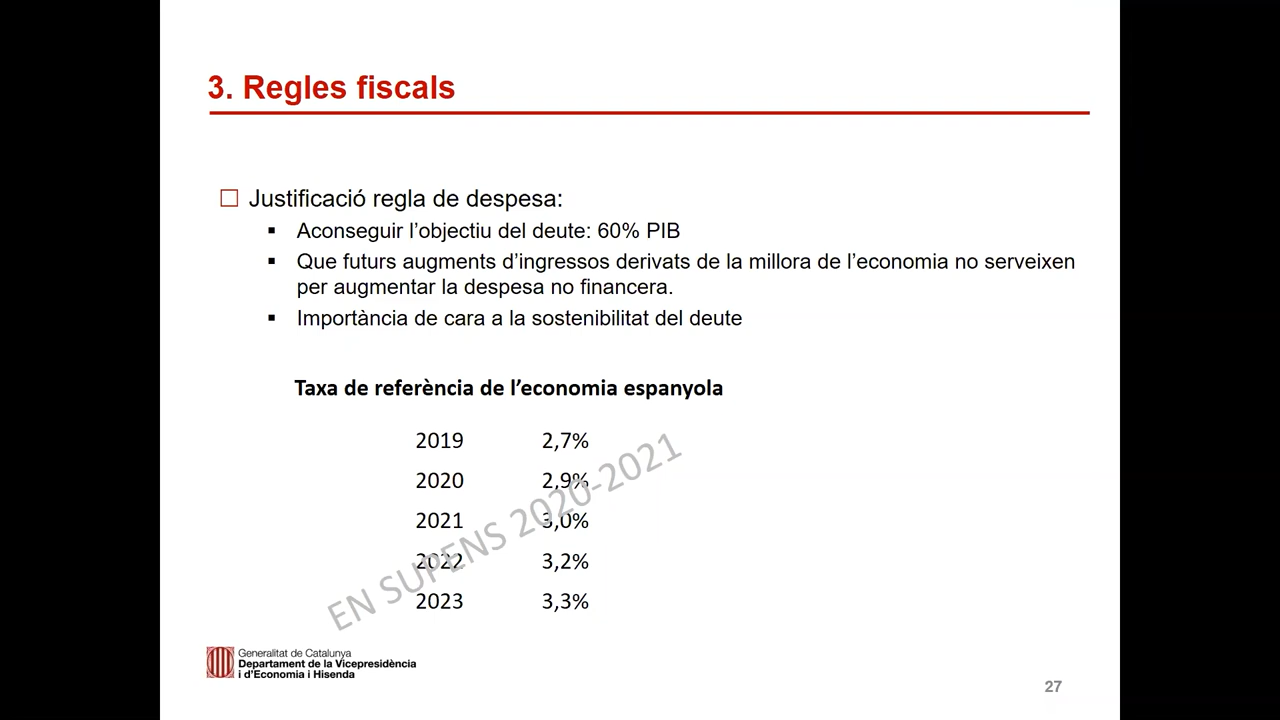 3. Regles fiscals
Justificació regla de despesa:
Aconseguir l’objectiu del deute: 60% PIB
Que futurs augments d’ingressos derivats de la millora de l’economia no serveixen
per augmentar la despesa no financera.
Importància de cara a la sostenibilitat del deute
Taxa de referència de l’economia espanyola
2019 2,7%
2020 2,9%
2021 3,0%
2022 3,2%
2023 3,3%
EN SUPENS 2020-2021
Generalitat de Catalunya
Departament de la Vicepresidència
i d'Economia i Hisenda
27